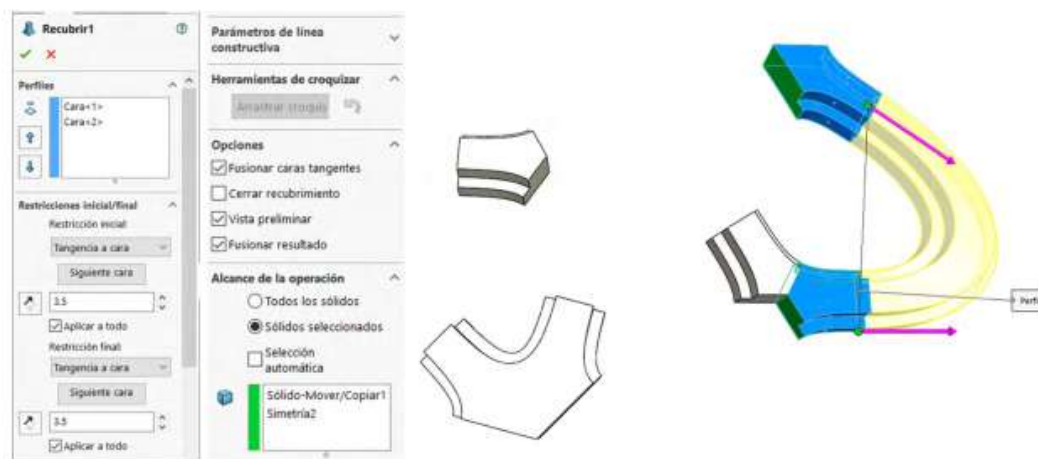 Recubrir1
Perfiles
Cara<1>
Cara<2>
Restricciones inicial/final
Restricción inicial:
Tangencia a cara
Siguiente cara
3.5
Aplicar a todo
Restricción final:
Tangencia a cara
Siguiente cara
3.5
Aplicar a todo
Parámetros de línea
constructiva
Herramientas de croquizar
Arrastrar croquis
Opciones
Fusionar caras tangentes
Cerrar recubrimiento
Vista preliminar
Fusionar resultado
Alcance de la operación
Todos los sólidos
Sólidos seleccionados
Selección
automática
Sólido-Mover/Copiar1
Simetría2
Perfi